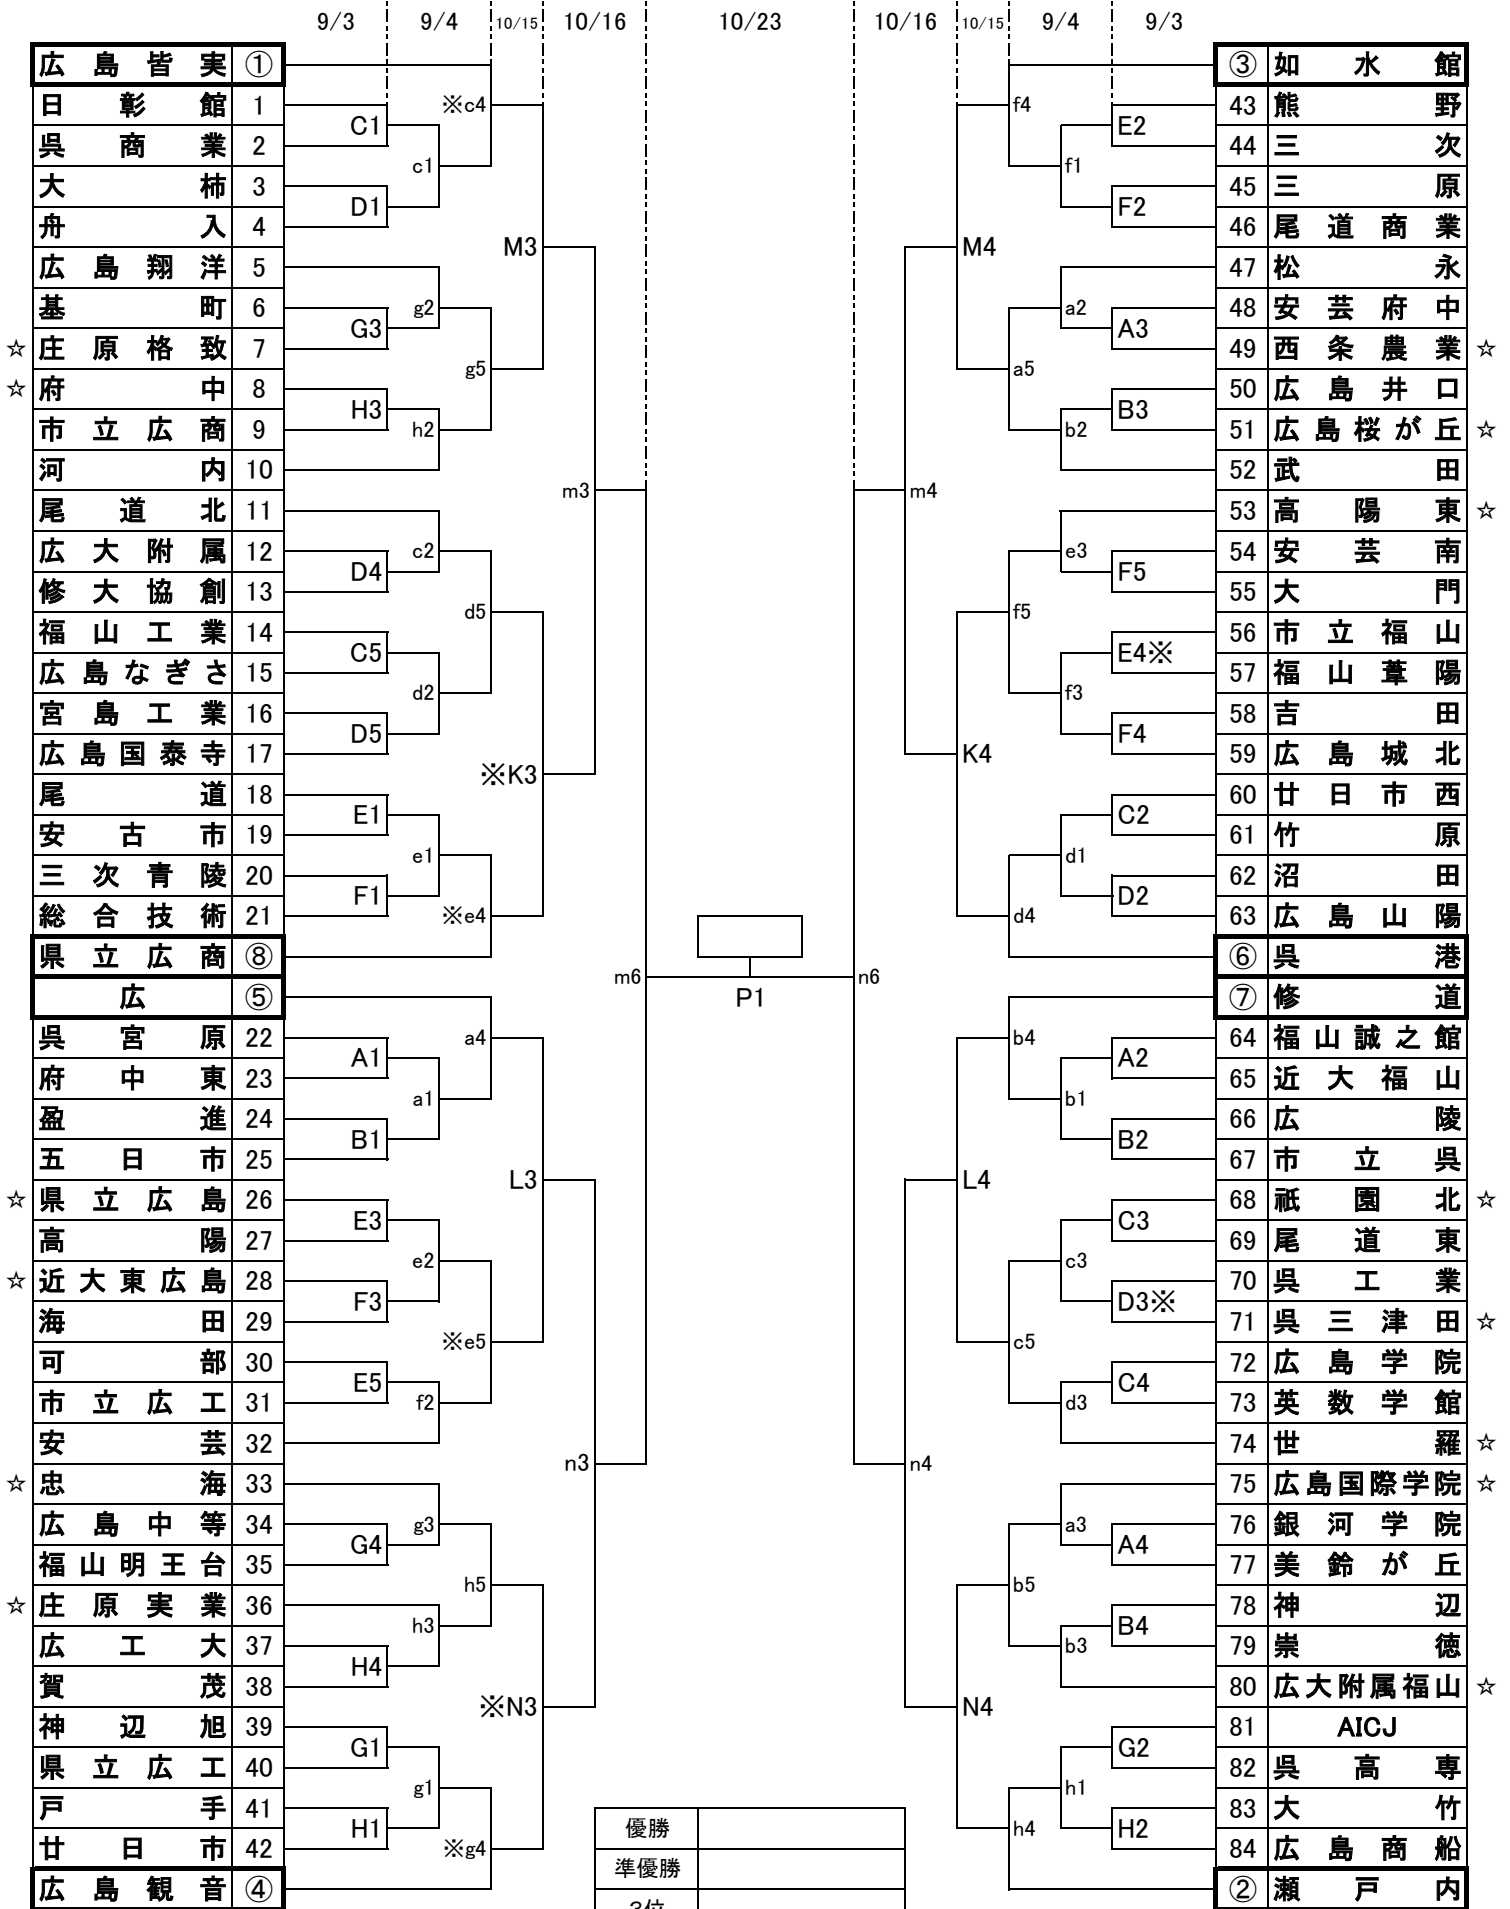 9/3 9/4 10/15 10/16 10/23 10/16 10/15 9/4 9/3
広島皆実 ① ③ 如水館
日彰館 1 ※c4 f4 43 熊野
C1 E2
呉商業 2 44 三次
c1 f1
大柿 3 45 三原
D1 F2
舟入 4 46 尾道商業
M3 M4
広島翔洋 5 47 松永
基町 6 g2 a2 48 安芸府中
G3 A3
☆ 庄原格致 7 49 西条農業 ☆
g5 a5
☆ 府中 8 50 広島井口
H3 B3
市立広商 9 h2 b2 51 広島桜が丘 ☆
河内 10 52 武田
m3 m4
尾道北 11 53 高陽東 ☆
広大附属 12 c2 e3 54 安芸南
D4 F5
修大協創 13 55 大門
d5 f5
福山工業 14 56 市立福山
C5 E4※
広島なぎさ 15 57 福山葦陽
d2 f3
宮島工業 16 58 吉田
D5 F4
広島国泰寺 17 59 広島城北
※K3 K4
尾道 18 60 廿日市西
E1 C2
安古市 19 61 竹原
e1 d1
三次青陵 20 62 沼田
F1 D2
総合技術 21 ※e4 d4 63 広島山陽
県立広商 ⑧ ⑥ 呉港
m6 n6
広 ⑤ P1 ⑦ 修道
呉宮原 22 a4 b4 64 福山誠之館
A1 A2
府中東 23 65 近大福山
a1 b1
盈進 24 66 広陵
B1 B2
五日市 25 67 市立呉
L3 L4
☆ 県立広島 26 68 祇園北 ☆
E3 C3
高陽 27 69 尾道東
e2 c3
☆ 近大東広島 28 70 呉工業
F3 D3※
海田 29 71 呉三津田 ☆
※e5 c5
可部 30 72 広島学院
E5 C4
市立広工 31 f2 d3 73 英数学館
安芸 32 74 世羅 ☆
n3 n4
☆ 忠海 33 75 広島国際学院 ☆
広島中等 34 g3 a3 76 銀河学院
G4 A4
福山明王台 35 77 美鈴が丘
h5 b5
☆ 庄原実業 36 78 神辺
h3 B4
広工大 37 b3 79 崇徳
H4
賀茂 38 80 広大附属福山 ☆
※N3 N4
神辺旭 39 81 AICJ
G1 G2
県立広工 40 82 呉高専
g1 h1
戸手 41 83 大竹
H1 優勝 h4 H2
廿日市 42 ※g4 84 広島商船
準優勝
広島観音 ④ ② 瀬戸内
3位